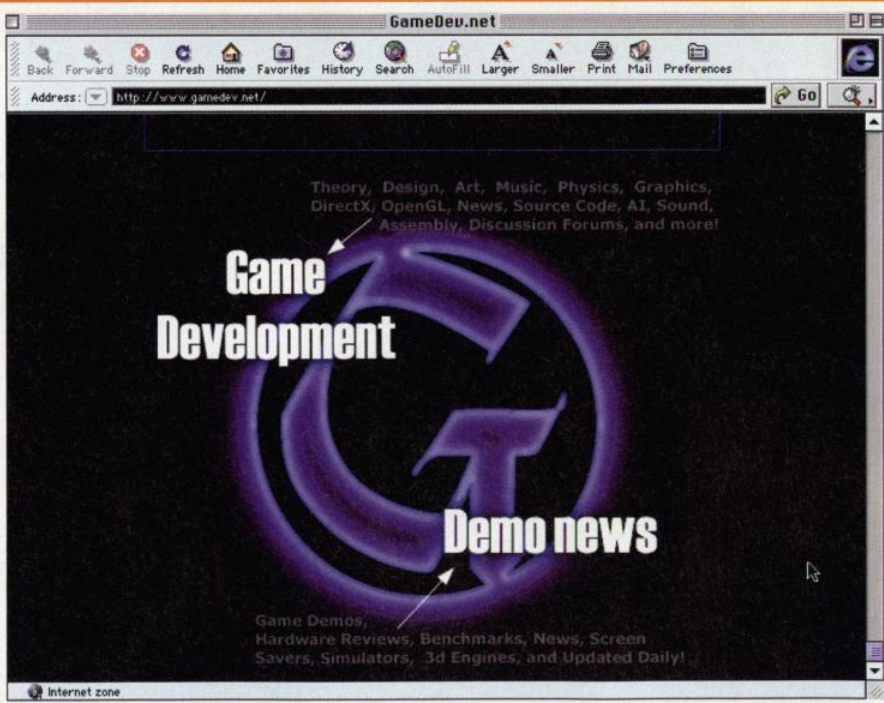 GameDev.net
Back Forward Stop Refresh Home Favorites History Search AutoFill Larger Smaller Print Mail Preferences
Address: http://www.gamedev.net/ Go
Theory, Design, Art, Music, Physics, Graphics,
DirectX, OpenGL, News, Source Code, AI, Sound,
Assembly, Discussion Forums, and more!
Game
Development
Demo news
Game Demos,
Hardware Reviews, Benchmarks, News, Screen
Savers, Simulators, 3d Engines, and Updated Daily!
Internet zone